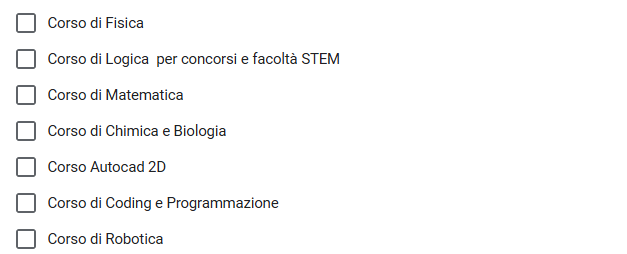 Corso di Fisica
Corso di Logica  per concorsi e facoltà STEM
Corso di Matematica
Corso di Chimica e Biologia
Corso Autocad 2D
Corso di Coding e Programmazione
Corso di Robotica